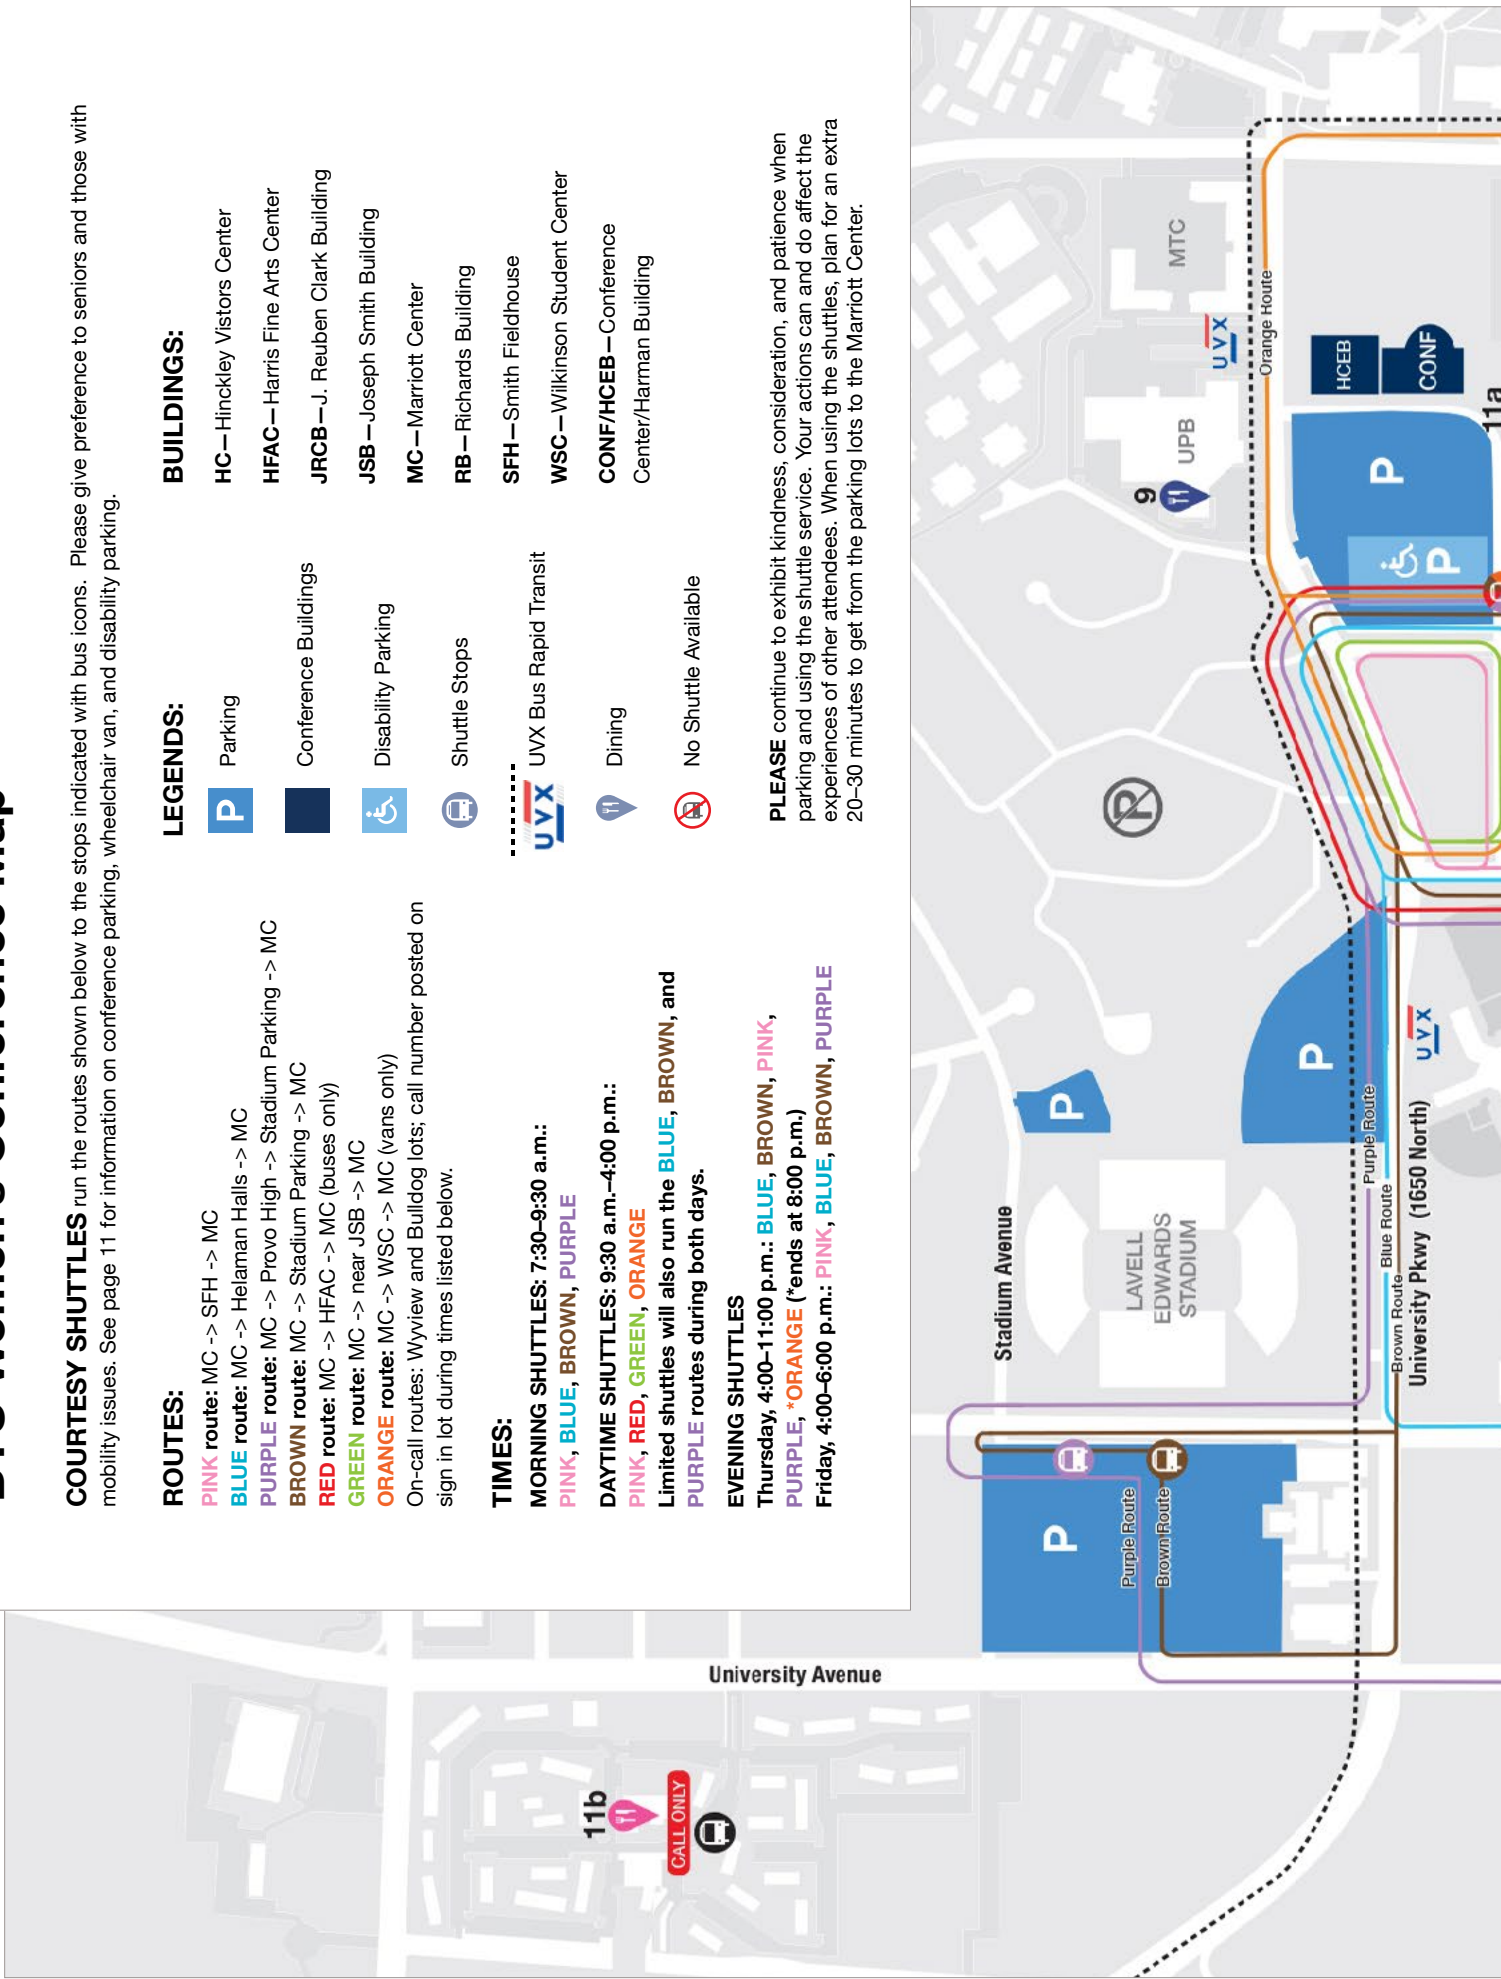 BYU Women's Conference Map
COURTESY SHUTTLES run the routes shown below to the stops indicated with bus icons.  Please give preference to seniors and those with
mobility issues. See page 11 for information on conference parking, wheelchair van, and disability parking.
ROUTES:
PINK route: MC -> SFH -> MC
BLUE route: MC -> Helaman Halls -> MC
PURPLE route: MC -> Provo High -> Stadium Parking -> MC
BROWN route: MC -> Stadium Parking -> MC
RED route: MC -> HFAC -> MC (buses only)
GREEN route: MC -> near JSB -> MC
ORANGE route: MC -> WSC -> MC (vans only)
On-call routes: Wyview and Bulldog lots; call number posted on
sign in lot during times listed below.
TIMES:
MORNING SHUTTLES: 7:30–9:30 a.m.:
PINK, BLUE, BROWN, PURPLE
DAYTIME SHUTTLES: 9:30 a.m.–4:00 p.m.:
PINK, RED, GREEN, ORANGE
Limited shuttles will also run the BLUE, BROWN, and
PURPLE routes during both days.
EVENING SHUTTLES
Thursday, 4:00–11:00 p.m.: BLUE, BROWN, PINK,
PURPLE, *ORANGE (*ends at 8:00 p.m.)
Friday, 4:00–6:00 p.m.: PINK, BLUE, BROWN, PURPLE
LEGENDS:
P Parking
Conference Buildings
Disability Parking
Shuttle Stops
UVX UVX Bus Rapid Transit
Dining
No Shuttle Available
BUILDINGS:
HC—Hinckley Vistors Center
HFAC—Harris Fine Arts Center
JRCB—J. Reuben Clark Building
JSB—Joseph Smith Building
MC—Marriott Center
RB—Richards Building
SFH—Smith Fieldhouse
WSC—Wilkinson Student Center
CONF/HCEB—Conference
Center/Harman Building
PLEASE continue to exhibit kindness, consideration, and patience when
parking and using the shuttle service. Your actions can and do affect the
experiences of other attendees. When using the shuttles, plan for an extra
20–30 minutes to get from the parking lots to the Marriott Center.
11b
CALL ONLY
University Avenue
P
Purple Route
Brown Route
Stadium Avenue
LAVELL
EDWARDS
STADIUM
P
P
P
Purple Route
Blue Route
Brown Route
University Pkwy (1650 North)
UVX
9
UPB
MTC
UVX
Orange Route
HCEB
CONF
P
P
11a